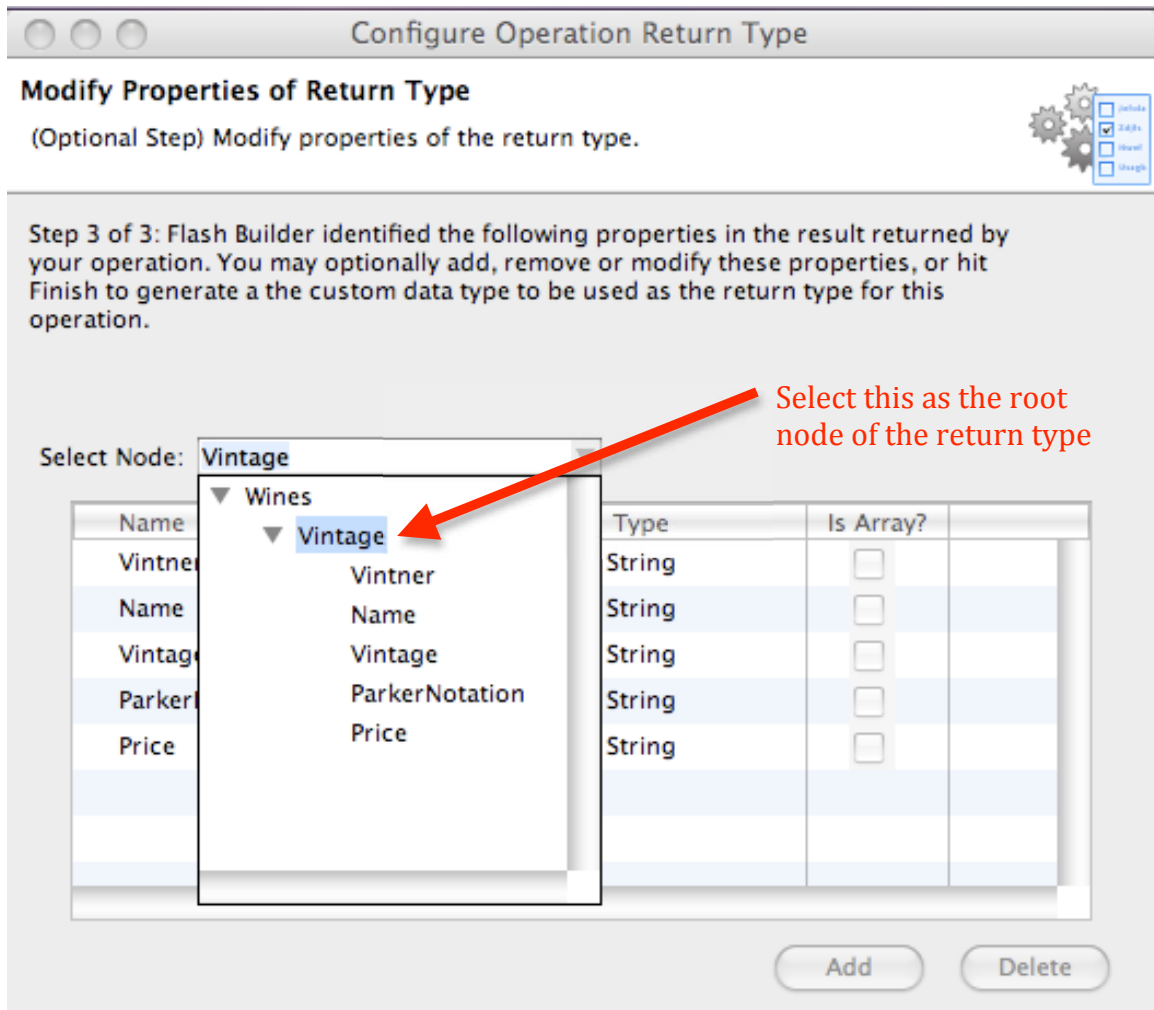 Configure Operation Return Type
Modify Properties of Return Type
(Optional Step) Modify properties of the return type.
Step 3 of 3: Flash Builder identified the following properties in the result returned by
your operation. You may optionally add, remove or modify these properties, or hit
Finish to generate a the custom data type to be used as the return type for this
operation.
Select this as the root
node of the return type
Select Node: Vintage
Wines
Vintage
Vintner
Name
Vintage
ParkerNotation
Price
Name Type Is Array?
String
Name String
String
String
Price String
Add Delete